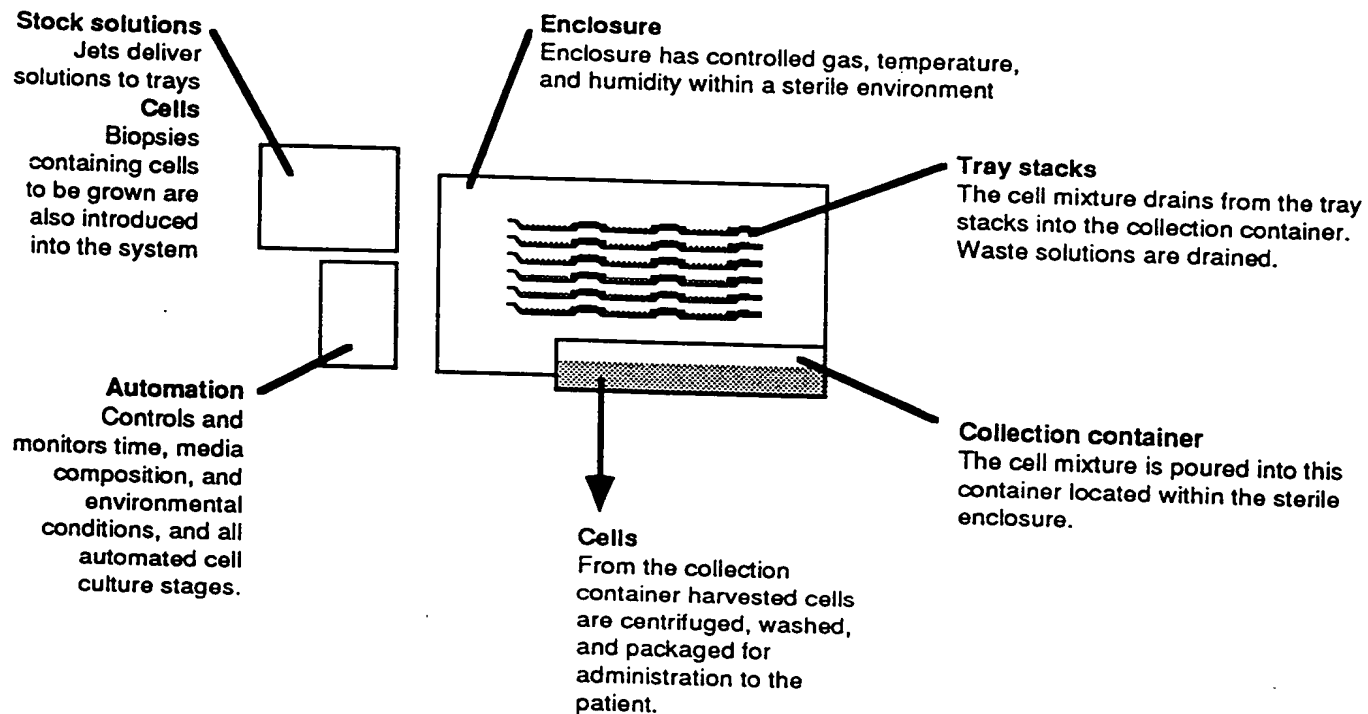 Stock solutions
Jets deliver
solutions to trays
Cells
Biopsies
containing cells
to be grown are
also introduced
into the system
Enclosure
Enclosure has controlled gas, temperature,
and humidity within a sterile environment
Tray stacks
The cell mixture drains from the tray
stacks into the collection container.
Waste solutions are drained.
Automation
Controls and
monitors time, media
composition, and
environmental
conditions, and all
automated cell
culture stages.
Collection container
The cell mixture is poured into this
container located within the sterile
enclosure.
Cells
From the collection
container harvested cells
are centrifuged, washed,
and packaged for
administration to the
patient.